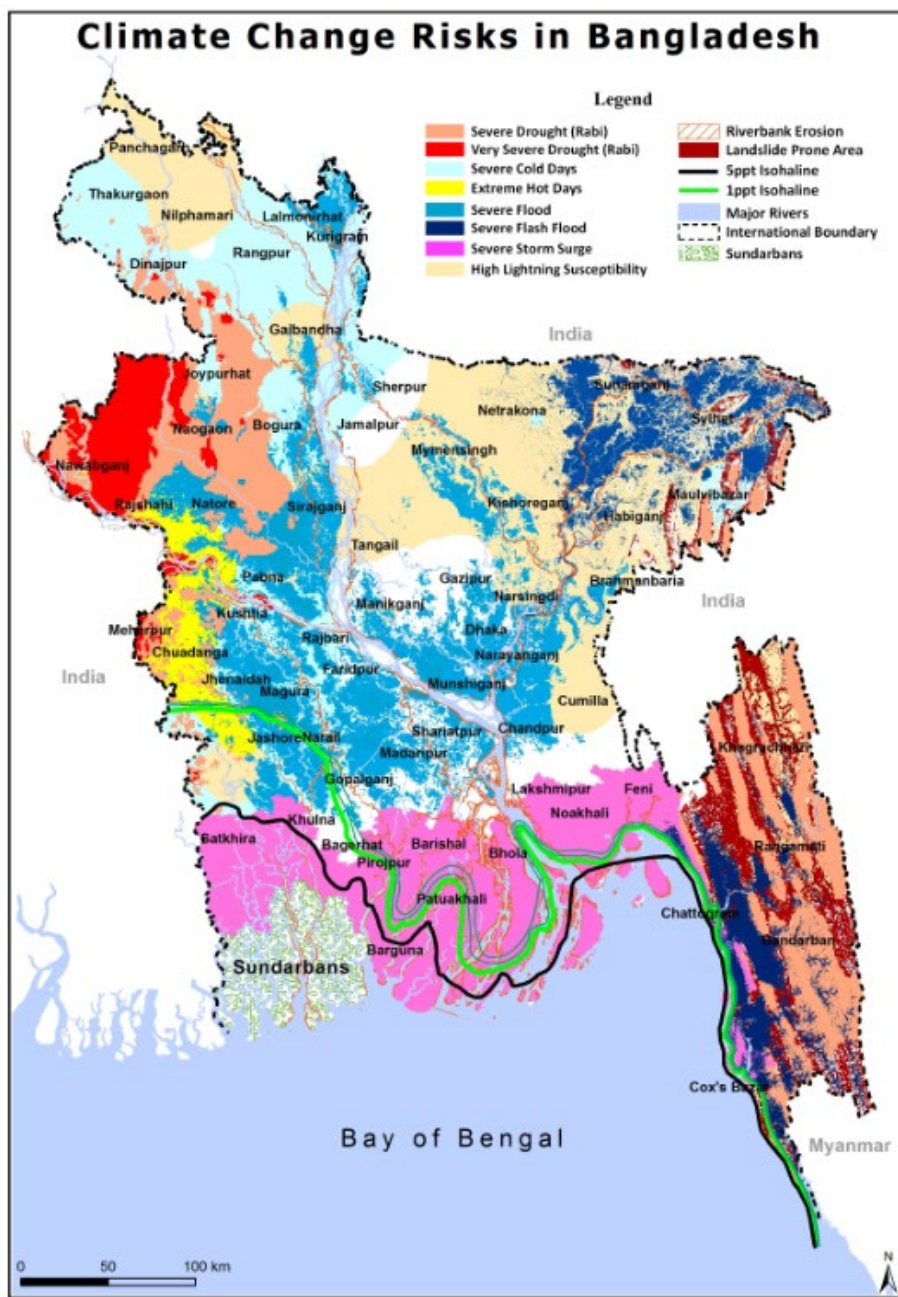 Climate Change Risks in Bangladesh
Legend
Severe Drought (Rabi)
Very Severe Drought (Rabi)
Severe Cold Days
Extreme Hot Days
Severe Flood
Severe Flash Flood
Severe Storm Surge
High Lightning Susceptibility
Riverbank Erosion
Landslide Prone Area
5ppt Isohaline
1ppt Isohaline
Major Rivers
International Boundary
Sundarbans
Panchagarh
Thakurgaon
Nilphamari
Lalmonirhat
Kurigram
Rangpur
Dinajpur
Gaibandha
India
Joypurhat
Sherpur
Sunamganj
Netrakona
Sylhet
Naogaon
Bogura
Jamalpur
Mymensingh
Nawabganj
Maulvibazar
Rajshahi
Natore
Sirajganj
Kishoreganj
Habiganj
Tangail
Pabna
Gazipur
Brahmanbaria
Manikganj
Narsingdi
India
Kushtia
Dhaka
Meherpur
Rajbari
Chuadanga
Faridpur
Narayanganj
India
Jhenaidah
Magura
Munshiganj
Cumilla
Jashore
Narail
Shariatpur
Chandpur
Madaripur
Khagrachhari
Gopalganj
Lakshmipur
Feni
Noakhali
Khulna
Satkhira
Bagerhat
Barishal
Rangamati
Pirojpur
Bhola
Patuakhali
Chattogram
Bandarban
Barguna
Sundarbans
Cox's Bazar
Bay of Bengal
Myanmar
0 50 100 km
N